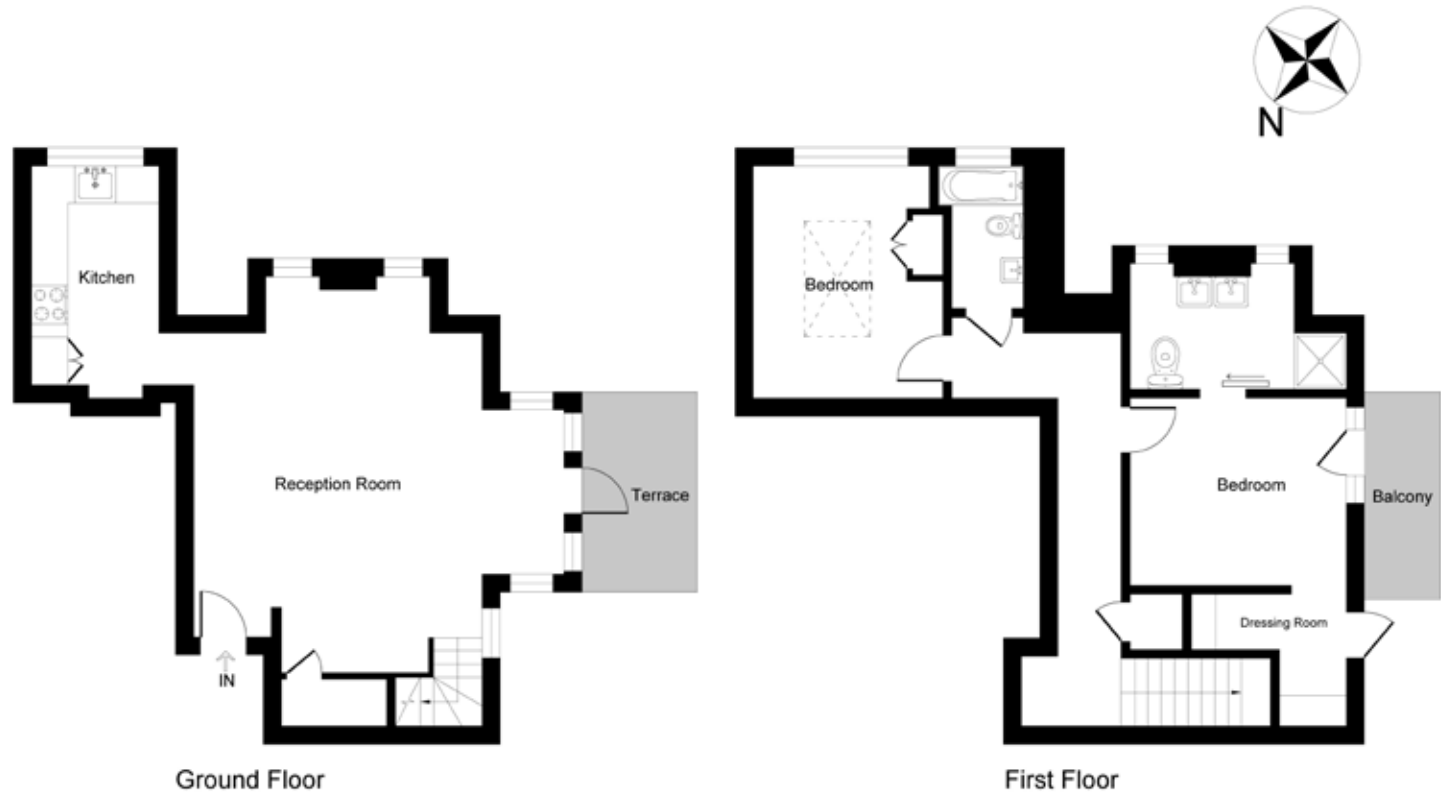 N
Kitchen
Reception Room
Terrace
IN
Ground Floor
Bedroom
Bedroom
Balcony
Dressing Room
First Floor